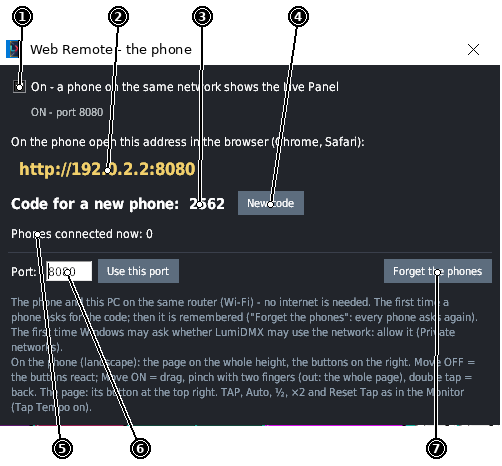 1 2 3 4
Web Remote - the phone
On - a phone on the same network shows the Live Panel
ON - port 8080
On the phone open this address in the browser (Chrome, Safari):
http://192.0.2.2:8080
Code for a new phone: 2562 New code
Phones connected now: 0
Port: 8080 Use this port Forget the phones
The phone and this PC on the same router (Wi-Fi) - no internet is needed. The first time a
phone asks for the code; then it is remembered ("Forget the phones": every phone asks again).
The first time Windows may ask whether LumiDMX may use the network: allow it (Private
networks).
On the phone (landscape): the page on the whole height, the buttons on the right. Move OFF =
the buttons react; Move ON = drag, pinch with two fingers (out: the whole page), double tap =
back. The page: its button at the top right. TAP, Auto, ½, ×2 and Reset Tap as in the Monitor
(Tap Tempo on).
5 6 7